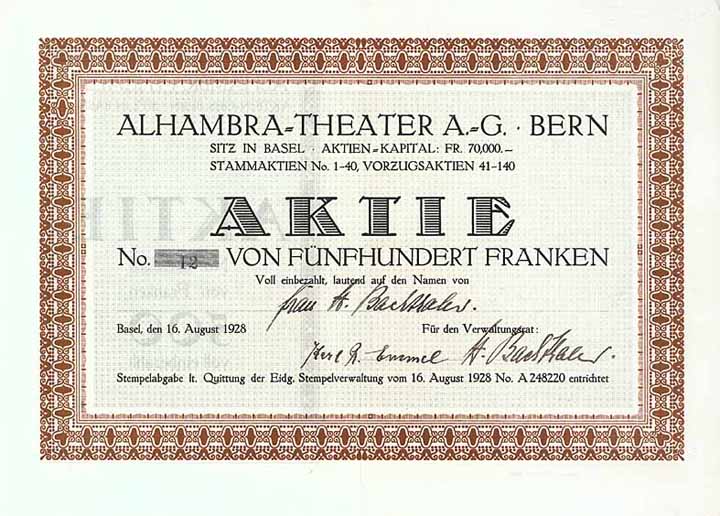 ALHAMBRA=THEATER A.=G. · BERN
SITZ IN BASEL · AKTIEN=KAPITAL: FR. 70,000.—
STAMMAKTIEN No. 1-40, VORZUGSAKTIEN 41-140
AKTIE
No. 12 VON FÜNFHUNDERT FRANKEN
Voll einbezahlt, lautend auf den Namen von
Frau H.
Basel, den 16. August 1928 Für den Verwaltungsrat:
Stempelabgabe lt. Quittung der Eidg. Stempelverwaltung vom 16. August 1928 No. A 248220 entrichtet